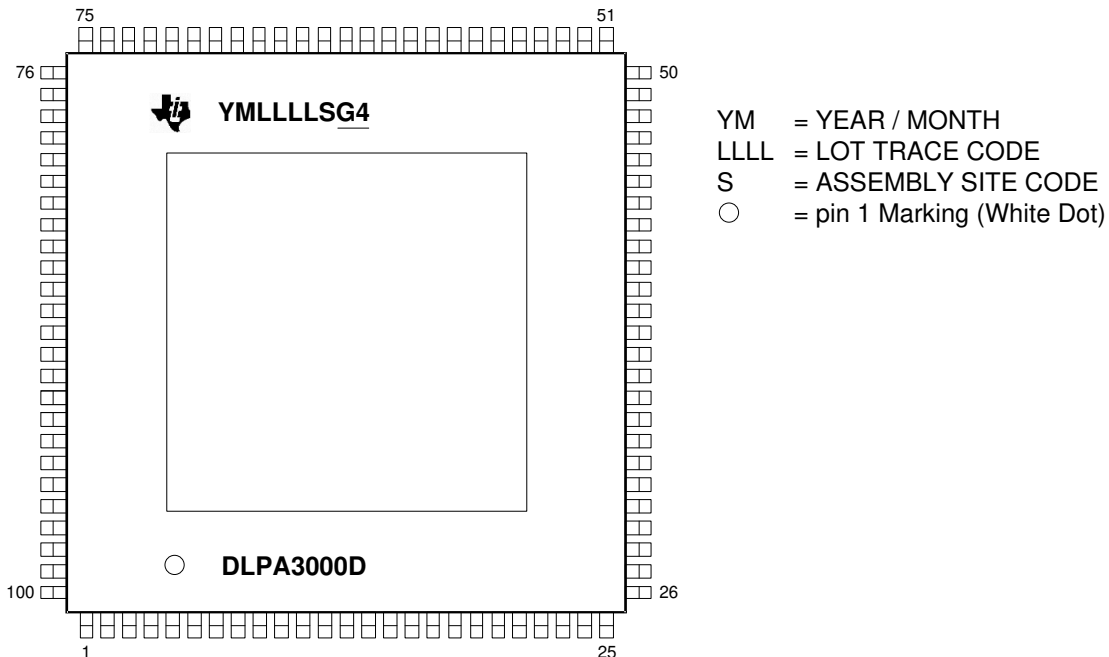 75 51
76 50
ti YMLLLLSG4
YM = YEAR / MONTH
LLLL = LOT TRACE CODE
S = ASSEMBLY SITE CODE
= pin 1 Marking (White Dot)
DLPA3000D
100 26
1 25